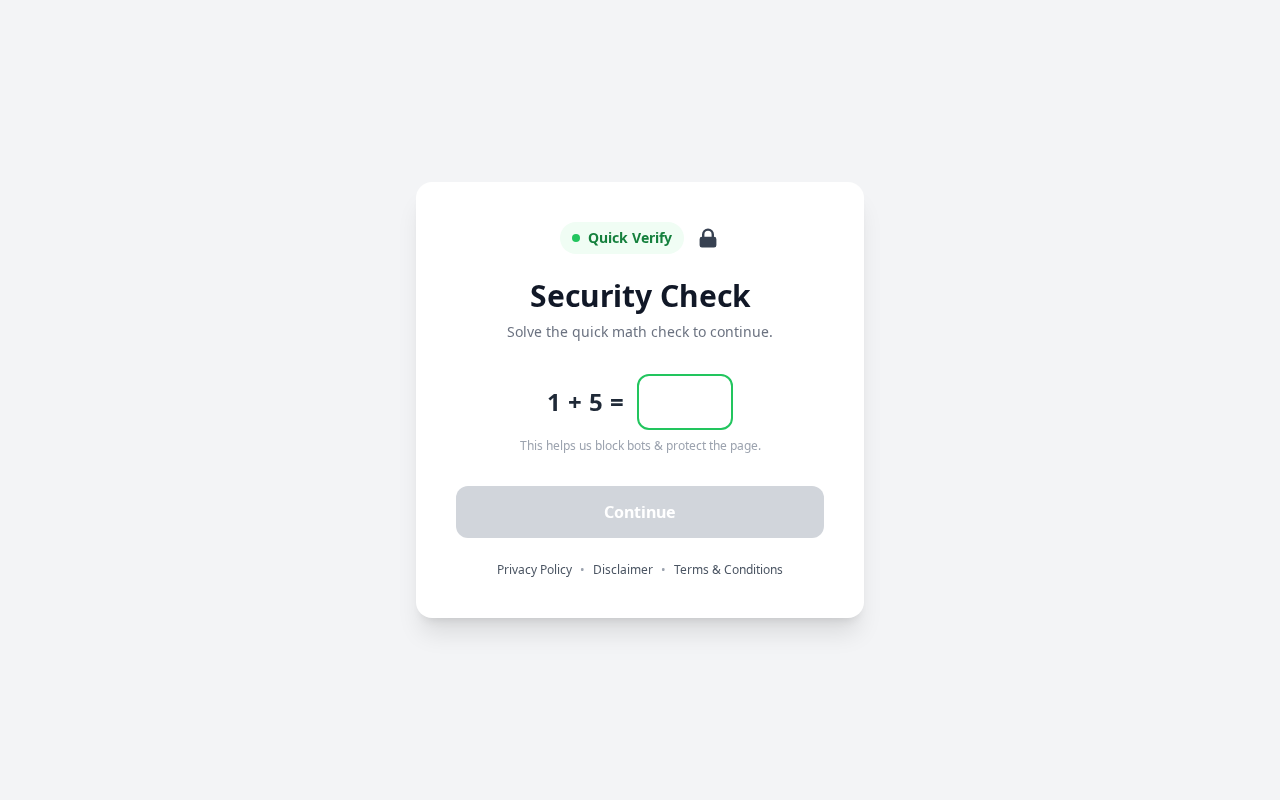 Quick Verify
Security Check
Solve the quick math check to continue.
1 + 5 =
This helps us block bots & protect the page.
Continue
Privacy Policy • Disclaimer • Terms & Conditions